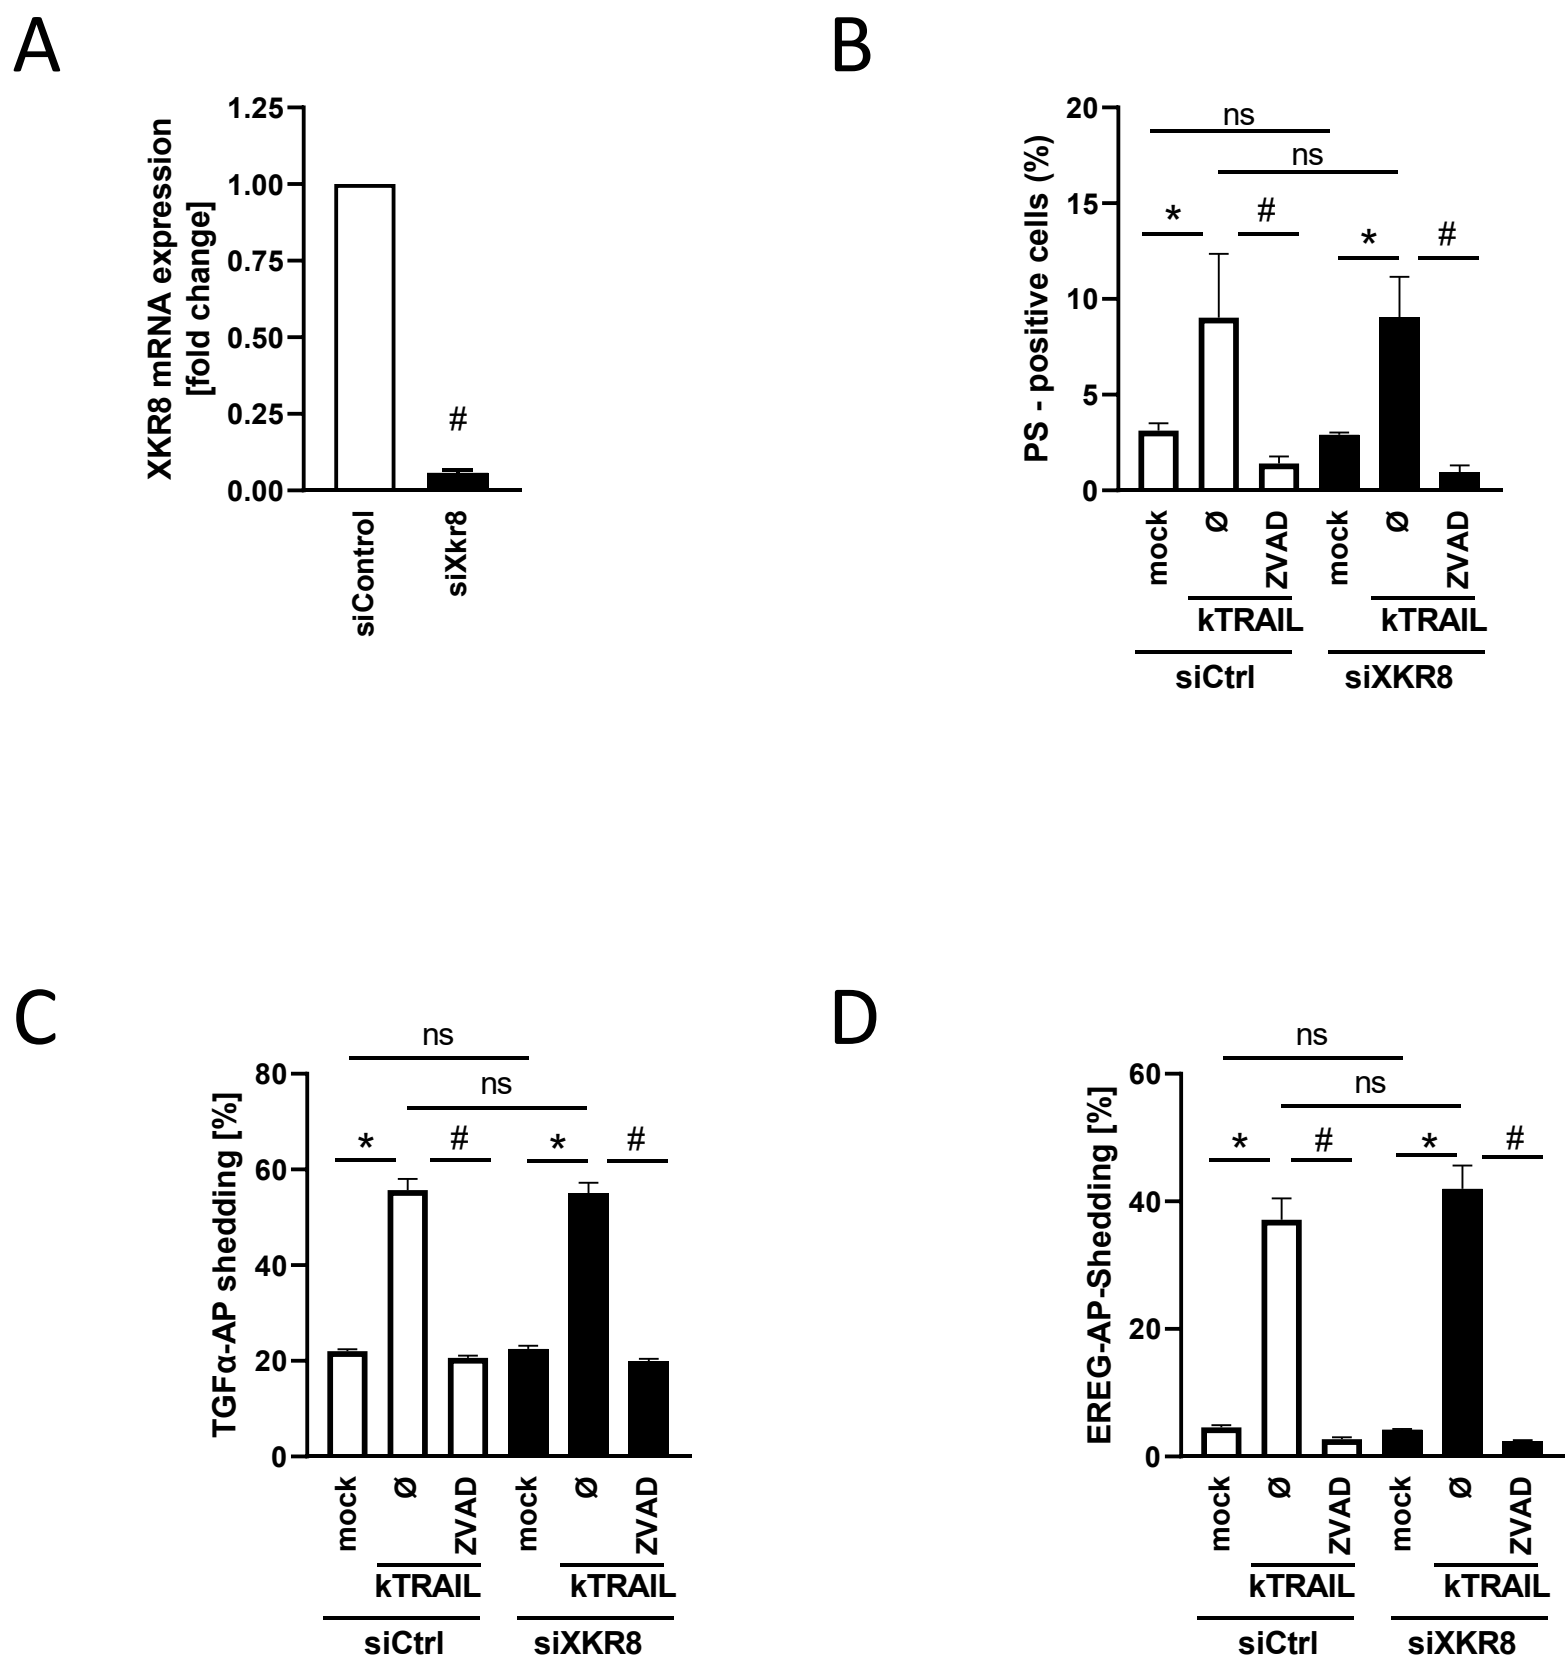 A
XKR8 mRNA expression
[fold change]
1.25
1.00
0.75
0.50
0.25
0.00
#
siControl
siXkr8
B
PS - positive cells (%)
20
15
10
5
0
ns
ns
*
#
*
#
mock
Ø
ZVAD
mock
Ø
ZVAD
kTRAIL
kTRAIL
siCtrl
siXKR8
C
TGFα-AP shedding [%]
80
60
40
20
0
ns
ns
*
#
*
#
mock
Ø
ZVAD
mock
Ø
ZVAD
kTRAIL
kTRAIL
siCtrl
siXKR8
D
EREG-AP-Shedding [%]
60
40
20
0
ns
ns
*
#
*
#
mock
Ø
ZVAD
mock
Ø
ZVAD
kTRAIL
kTRAIL
siCtrl
siXKR8